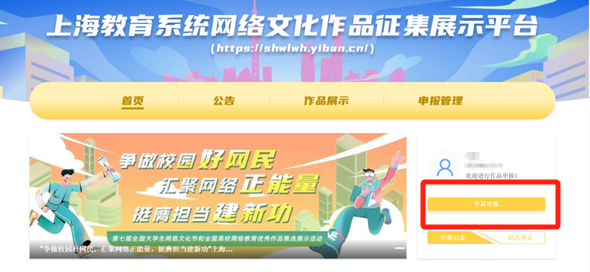 上海教育系统网络文化作品征集展示平台
(https://shwlwh.yiban.cn/)
首页
公告
作品展示
申报管理
争做校园好网民
汇聚网络正能量
挺膺担当建新功
第七届全国大学生网络文化节和全国高校网络教育优秀作品推选展示活动
“争做校园好网民，汇聚网络正能量，挺膺担当建新功”上海...
欢迎进行作品申报！
作品申报
申报记录
退出登录